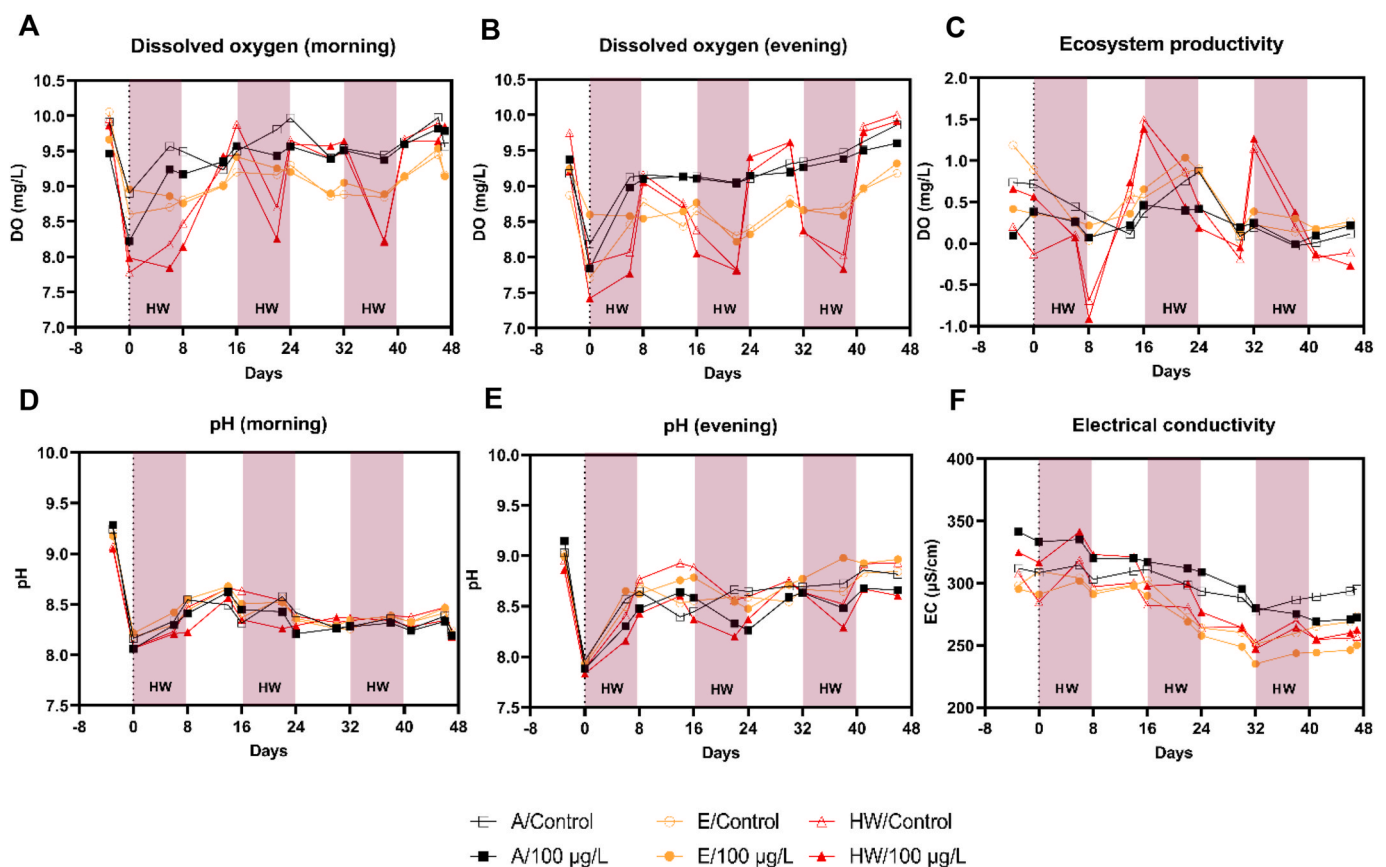 A
Dissolved oxygen (morning)
DO (mg/L)
10.5
10.0
9.5
9.0
8.5
8.0
7.5
7.0
HW
HW
HW
-8 0 8 16 24 32 40 48
Days
B
Dissolved oxygen (evening)
DO (mg/L)
10.5
10.0
9.5
9.0
8.5
8.0
7.5
7.0
HW
HW
HW
-8 0 8 16 24 32 40 48
Days
C
Ecosystem productivity
DO (mg/L)
2.0
1.5
1.0
0.5
0.0
-0.5
-1.0
HW
HW
HW
-8 0 8 16 24 32 40 48
Days
D
pH (morning)
pH
10.0
9.5
9.0
8.5
8.0
7.5
HW
HW
HW
-8 0 8 16 24 32 40 48
Days
E
pH (evening)
pH
10.0
9.5
9.0
8.5
8.0
7.5
HW
HW
HW
-8 0 8 16 24 32 40 48
Days
F
Electrical conductivity
EC (µS/cm)
400
350
300
250
200
HW
HW
HW
-8 0 8 16 24 32 40 48
Days
A/Control
E/Control
HW/Control
A/100 µg/L
E/100 µg/L
HW/100 µg/L